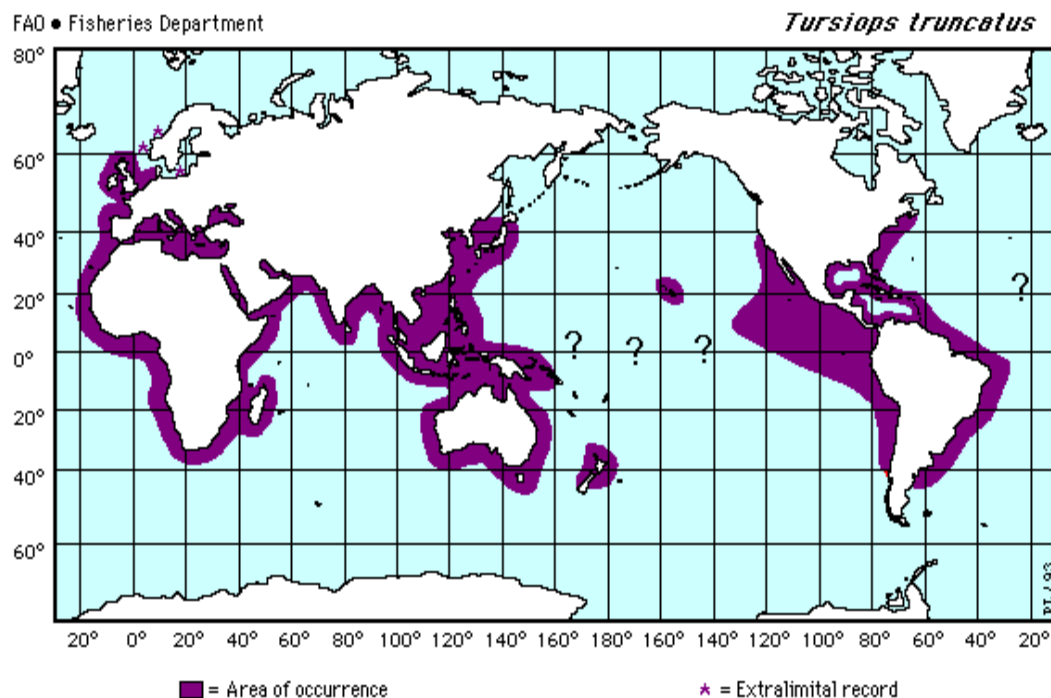 FAO ● Fisheries Department
Tursiops truncatus
80°
60°
40°
20°
0°
20°
40°
60°
?
?
?
?
20° 0° 20° 40° 60° 80° 100° 120° 140° 160° 180° 160° 140° 120° 100° 80° 60° 40° 20°
= Area of occurrence
= Extralimital record